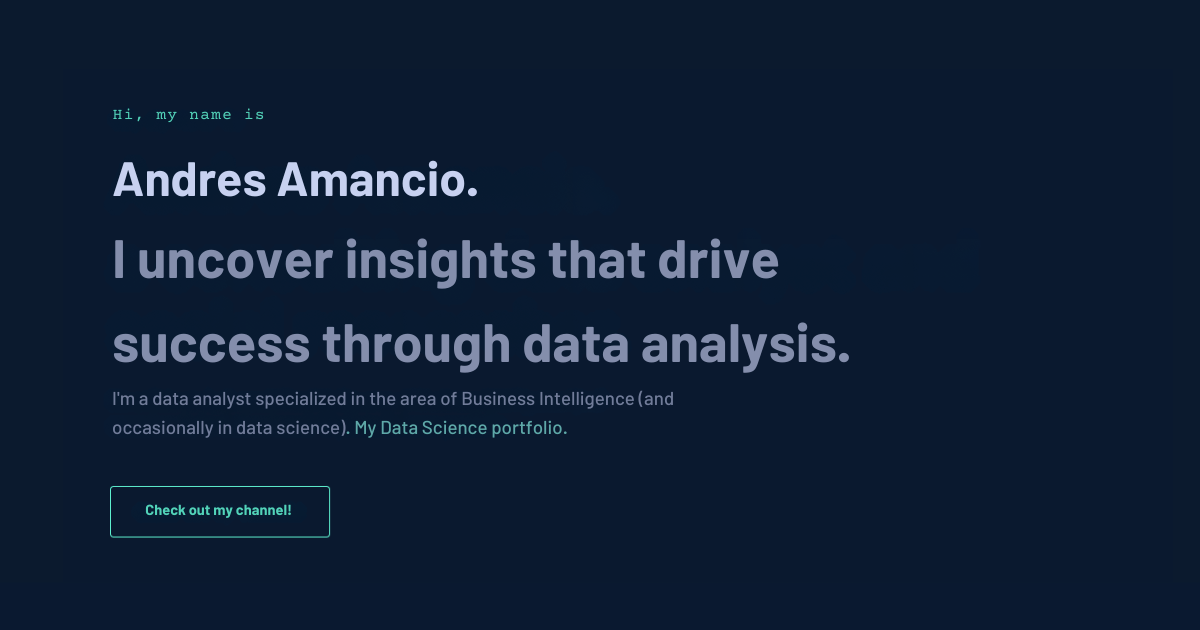 Hi, my name is
Andres Amancio.
I uncover insights that drive
success through data analysis.
I'm a data analyst specialized in the area of Business Intelligence (and
occasionally in data science). My Data Science portfolio.
Check out my channel!